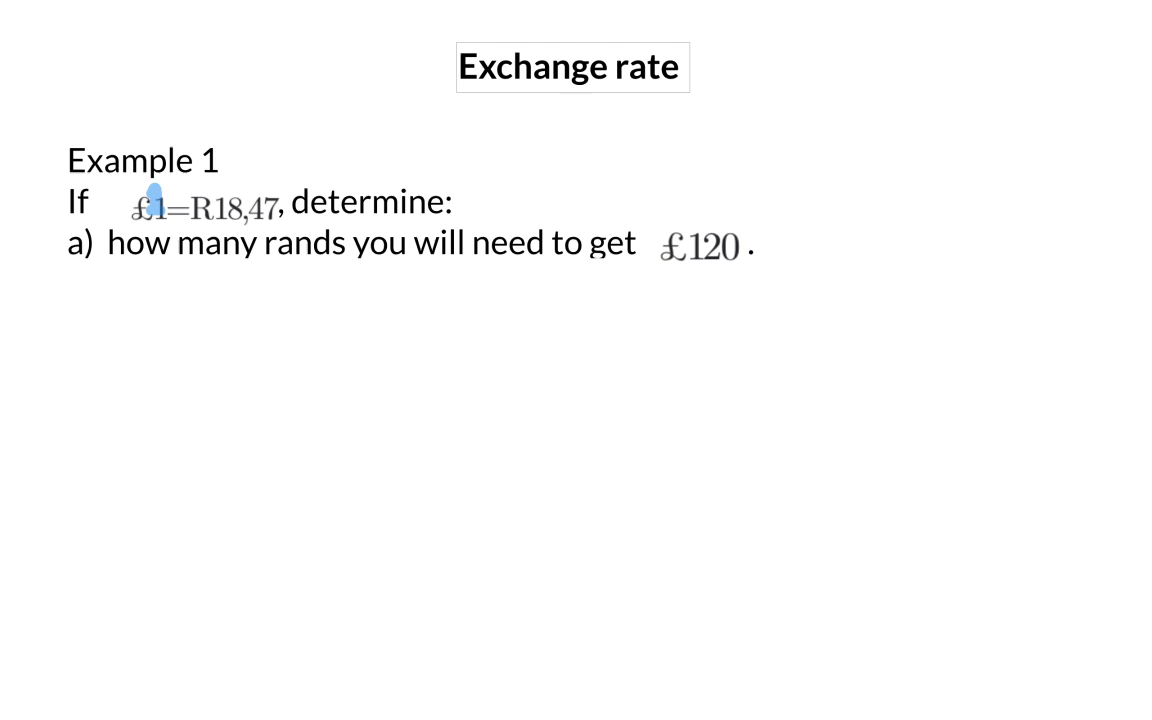 Exchange rate
Example 1
If £1=R18,47, determine:
a) how many rands you will need to get £120 .